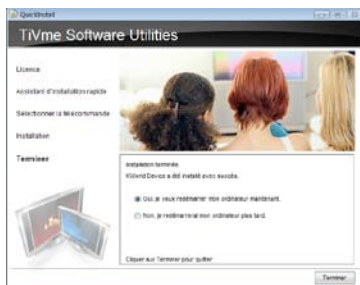 QuickInstall
TiVme Software Utilities
Licence
Assistant d'installation rapide
Sélectionner la télécommande
Installation
Terminer
Installation terminée.
Device a été installé avec succès.
Oui, je veux redémarrer mon ordinateur maintenant.
Non, je redémarrerai mon ordinateur plus tard.
Cliquer sur Terminer pour quitter
Terminer